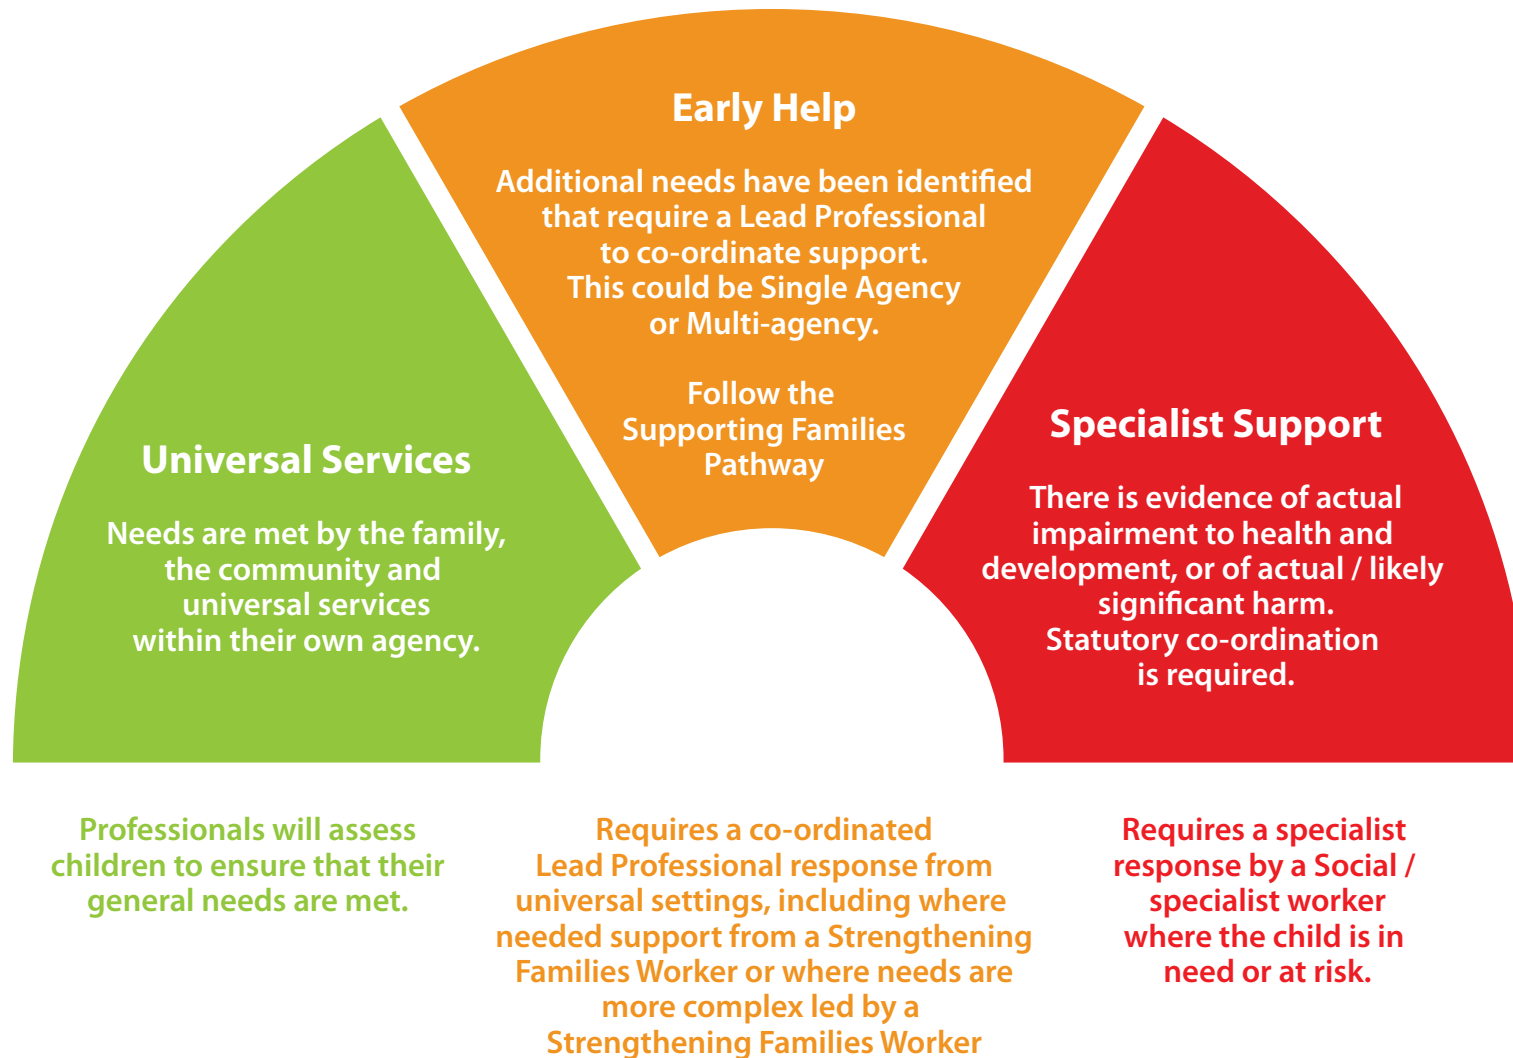 Early Help
Additional needs have been identified
that require a Lead Professional
to co-ordinate support.
This could be Single Agency
or Multi-agency.
Follow the
Supporting Families
Pathway
Universal Services
Needs are met by the family,
the community and
universal services
within their own agency.
Specialist Support
There is evidence of actual
impairment to health and
development, or of actual / likely
significant harm.
Statutory co-ordination
is required.
Professionals will assess
children to ensure that their
general needs are met.
Requires a co-ordinated
Lead Professional response from
universal settings, including where
needed support from a Strengthening
Families Worker or where needs are
more complex led by a
Strengthening Families Worker
Requires a specialist
response by a Social /
specialist worker
where the child is in
need or at risk.